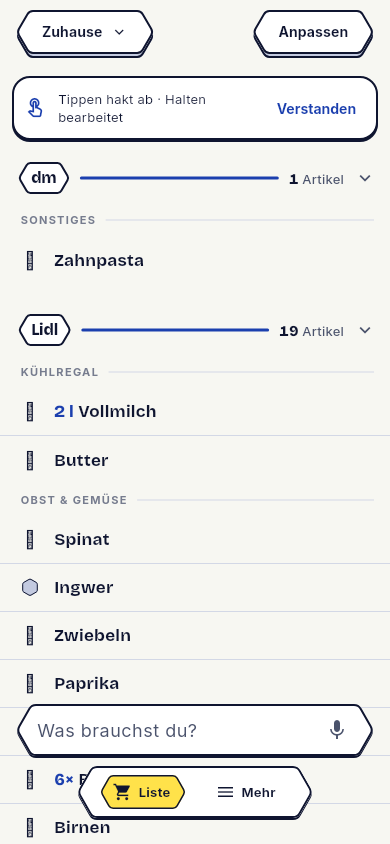 Zuhause
Anpassen
Tippen hakt ab · Halten
bearbeitet
Verstanden
dm
1 Artikel
SONSTIGES
Zahnpasta
Lidl
19 Artikel
KÜHLREGAL
2 l Vollmilch
Butter
OBST & GEMÜSE
Spinat
Ingwer
Zwiebeln
Paprika
Was brauchst du?
6×
Liste
Mehr
Birnen